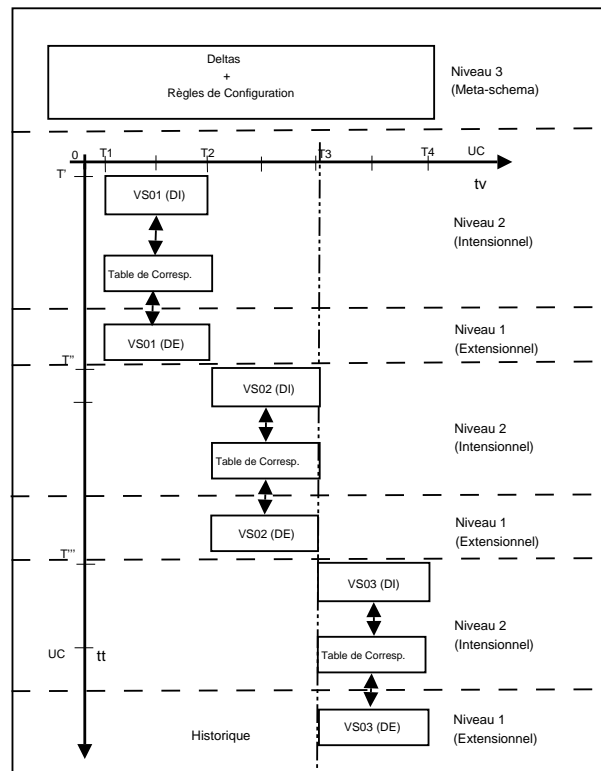 Deltas
+
Règles de Configuration
Niveau 3
(Meta-schema)
0
T1
T2
T3
T4
UC
tv
T'
VS01 (DI)
Niveau 2
(Intensionnel)
Table de Corresp.
VS01 (DE)
Niveau 1
(Extensionnel)
T''
VS02 (DI)
Niveau 2
(Intensionnel)
Table de Corresp.
VS02 (DE)
Niveau 1
(Extensionnel)
T'''
VS03 (DI)
Niveau 2
(Intensionnel)
UC
tt
Table de Corresp.
Historique
VS03 (DE)
Niveau 1
(Extensionnel)